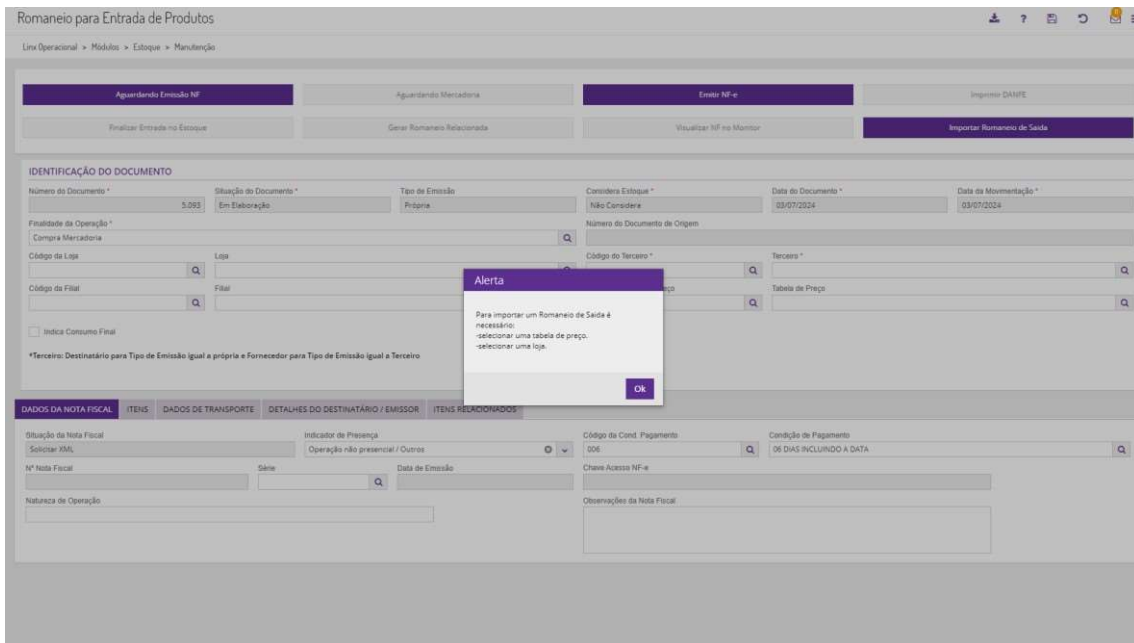 Romaneio para Entrada de Produtos
Linx Operacional > Módulos > Estoque > Manutenção
Aguardando Emissão NF
Aguardando Mercadoria
Emitir NF-e
Imprimir DANFE
Finalizar Entrada no Estoque
Gerar Romaneio Relacionada
Visualizar NF no Monitor
Importar Romaneio de Saída
IDENTIFICAÇÃO DO DOCUMENTO
Número do Documento *
Situação do Documento *
Tipo de Emissão
Considera Estoque *
Data do Documento *
Data da Movimentação *
5.093
Em Elaboração
Própria
Não Considera
03/07/2024
03/07/2024
Finalidade da Operação *
Número do Documento de Origem
Compra Mercadoria
Código da Loja
Loja
Código do Terceiro *
Terceiro *
Código da Filial
Filial
eço
Tabela de Preço
Indica Consumo Final
*Terceiro: Destinatário para Tipo de Emissão igual a própria e Fornecedor para Tipo de Emissão igual a Terceiro
Alerta
Para importar um Romaneio de Saída é
necessário:
-selecionar uma tabela de preço.
-selecionar uma loja.
Ok
DADOS DA NOTA FISCAL
ITENS
DADOS DE TRANSPORTE
DETALHES DO DESTINATÁRIO / EMISSOR
ITENS RELACIONADOS
Situação da Nota Fiscal
Indicador de Presença
Código da Cond. Pagamento
Condição de Pagamento
Solicitar XML
Operação não presencial / Outros
006
06 DIAS INCLUINDO A DATA
Nº Nota Fiscal
Série
Data de Emissão
Chave Acesso NF-e
Natureza de Operação
Observações da Nota Fiscal